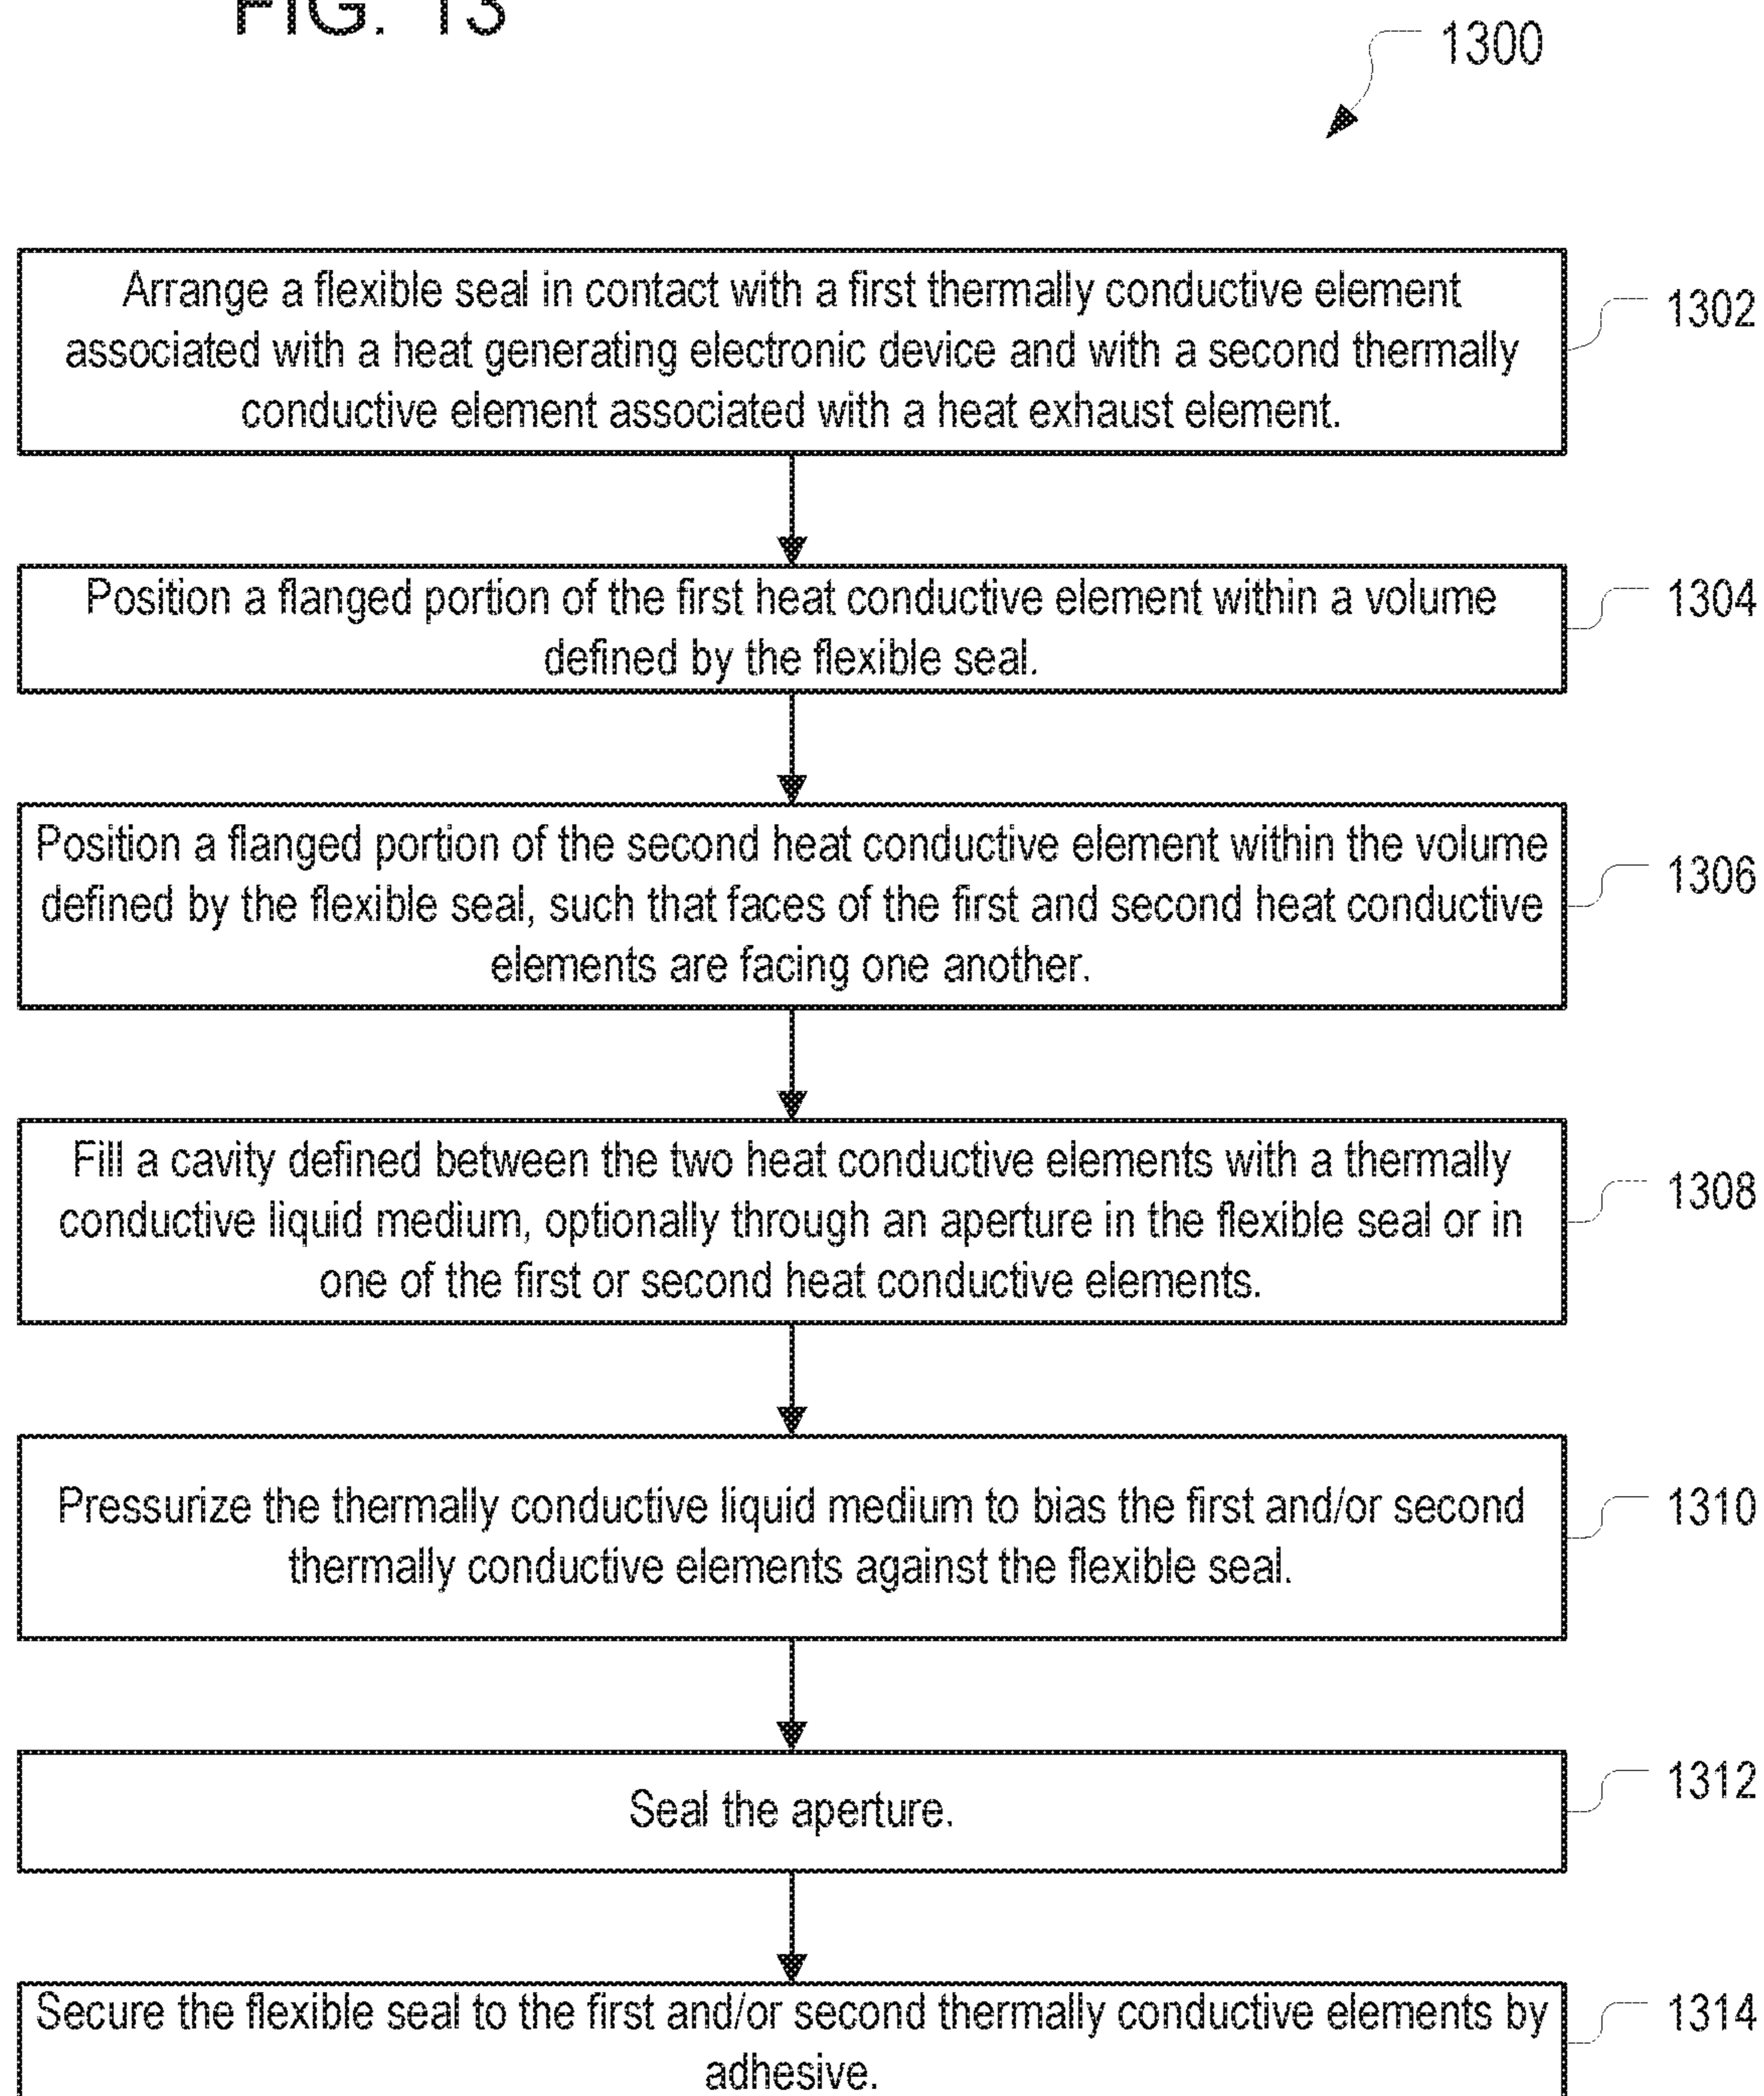 FIG. 13
1300
Arrange a flexible seal in contact with a first thermally conductive element
associated with a heat generating electronic device and with a second thermally
conductive element associated with a heat exhaust element.
1302
Position a flanged portion of the first heat conductive element within a volume
defined by the flexible seal.
1304
Position a flanged portion of the second heat conductive element within the volume
defined by the flexible seal, such that faces of the first and second heat conductive
elements are facing one another.
1306
Fill a cavity defined between the two heat conductive elements with a thermally
conductive liquid medium, optionally through an aperture in the flexible seal or in
one of the first or second heat conductive elements.
1308
Pressurize the thermally conductive liquid medium to bias the first and/or second
thermally conductive elements against the flexible seal.
1310
Seal the aperture.
1312
Secure the flexible seal to the first and/or second thermally conductive elements by
adhesive.
1314